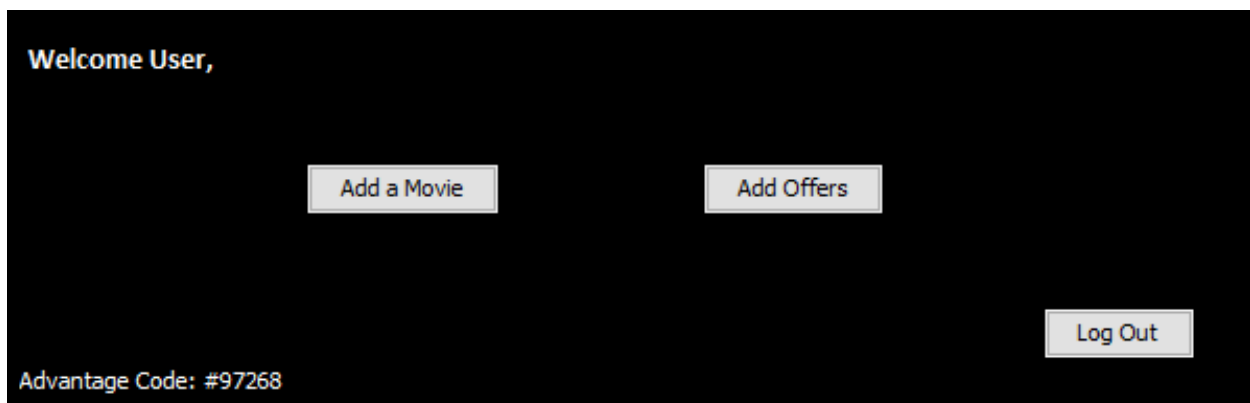 Welcome User,
Add a Movie
Add Offers
Log Out
Advantage Code: #97268